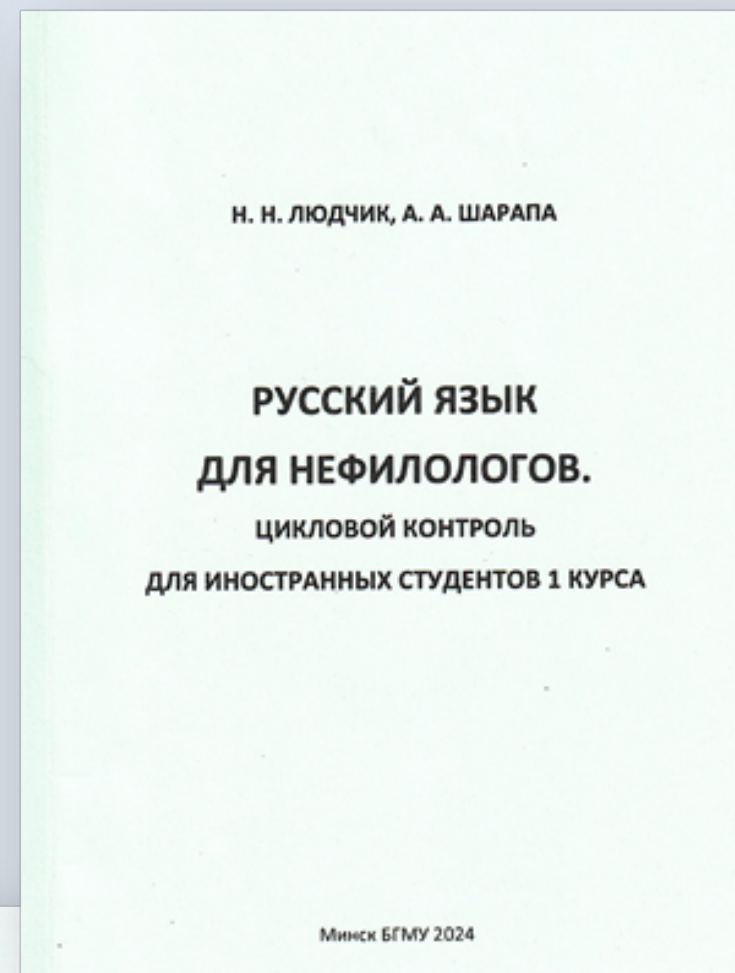 Н. Н. ЛЮДЧИК, А. А. ШАРАПА
РУССКИЙ ЯЗЫК
ДЛЯ НЕФИЛОЛОГОВ.
ЦИКЛОВОЙ КОНТРОЛЬ
ДЛЯ ИНОСТРАННЫХ СТУДЕНТОВ 1 КУРСА
Минск БГМУ 2024